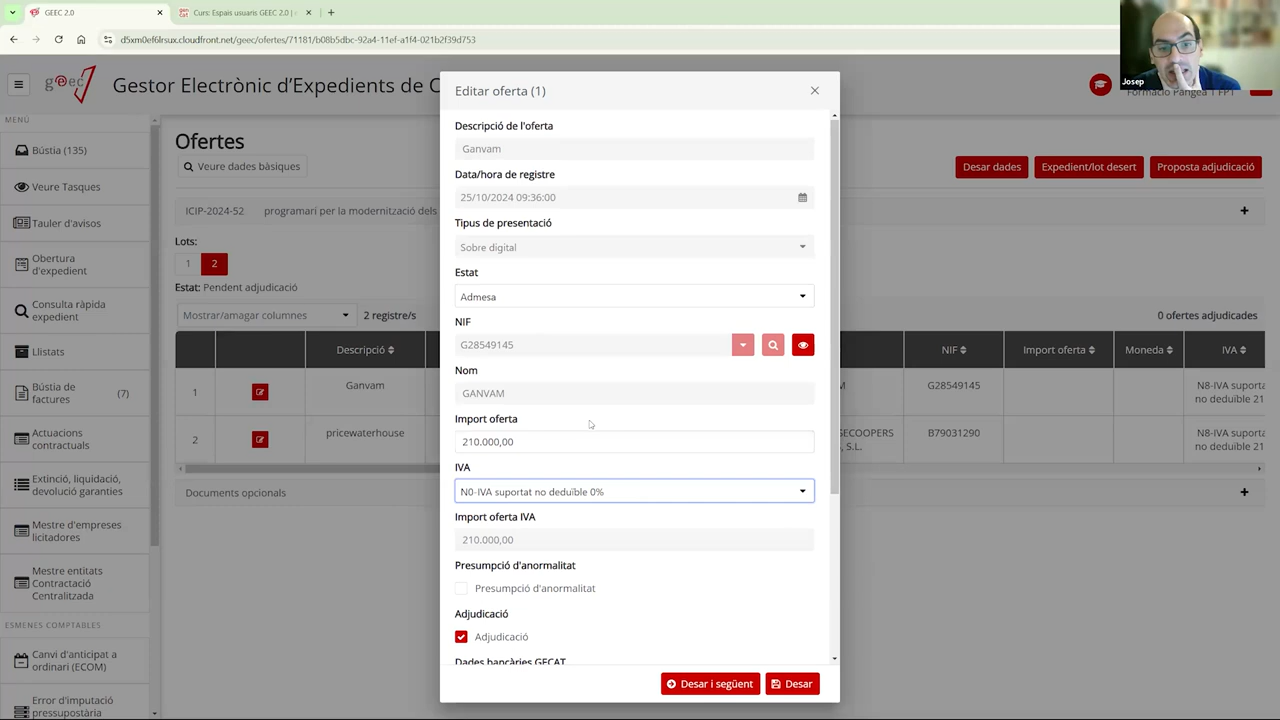 GEEC 2.0
Curs: Espais usuaris GEEC 2.0 | e
d5xm0ef6lrsux.cloudfront.net/geec/ofertes/71181/b08b5dbc-92a4-11ef-a1f4-021b2f39d753
Josep
geec
Gestor Electrònic d'Expedients de C
Formació Pangea 1 FPT
MENÚ
Bústia (135)
Veure Tasques
Tauler d'avisos
Obertura
d'expedient
Consulta ràpida
expedient
Llistats
Bústia de
factures
(7)
Actuacions
contractuals
Extinció, liquidació,
devolució garanties
Mestre d'empreses
licitadores
Mestre entitats
Contractació
Centralitzada
ESMENES COMPTABLES
Canvi d'anticipat a
ordinari (ECOM)
Error d'imputació
pressupostària
Ofertes
Veure dades bàsiques
Desar dades
Expedient/lot desert
Proposta adjudicació
ICIP-2024-52 programari per la modernització dels
Lots:
1 2
Estat: Pendent adjudicació
Mostrar/amagar columnes
2 registre/s
0 ofertes adjudicades
Descripció NIF Import oferta Moneda IVA
1 Ganvam M G28549145 N8-IVA suporta
no deduïble 21
2 pricewaterhouse SECOOPERS B79031290 N8-IVA suporta
, S.L. no deduïble 21
Documents opcionals
Editar oferta (1)
Descripció de l'oferta
Ganvam
Data/hora de registre
25/10/2024 09:36:00
Tipus de presentació
Sobre digital
Estat
Admesa
NIF
G28549145
Nom
GANVAM
Import oferta
210.000,00
IVA
N0-IVA suportat no deduïble 0%
Import oferta IVA
210.000,00
Presumpció d'anormalitat
Presumpció d'anormalitat
Adjudicació
Adjudicació
Dades bancàries GECAT
Desar i següent
Desar